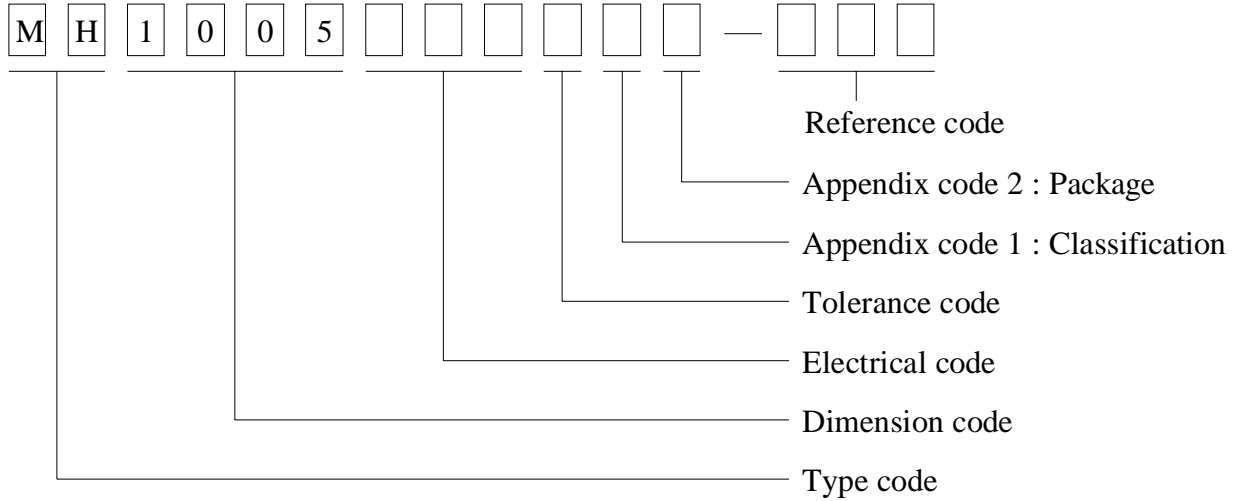 M H 1 0 0 5 —
Reference code
Appendix code 2 : Package
Appendix code 1 : Classification
Tolerance code
Electrical code
Dimension code
Type code